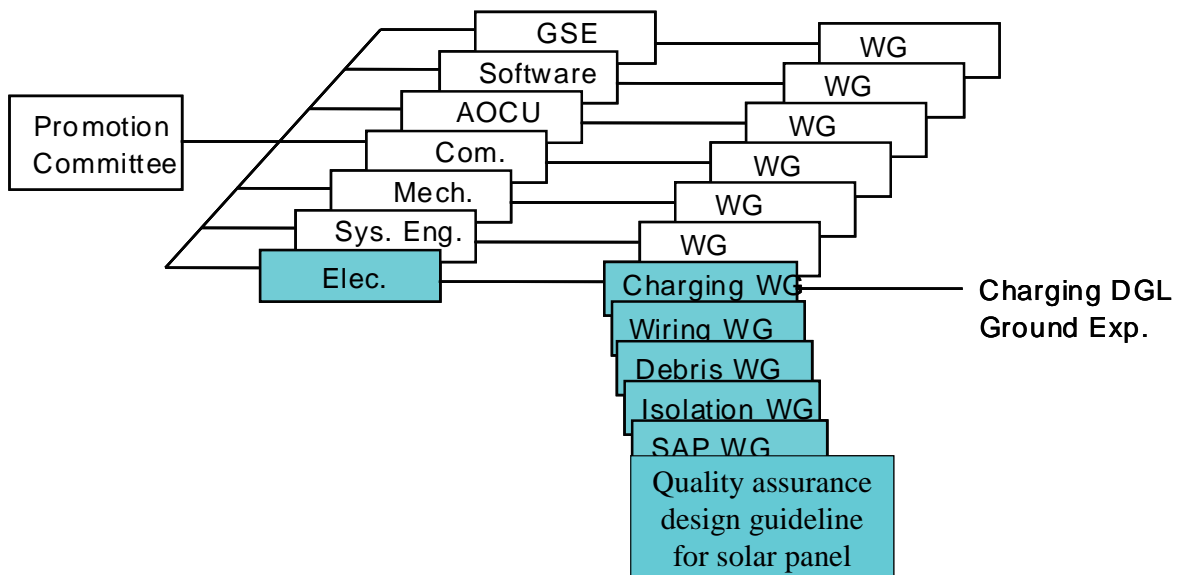 GSE
WG
Software
WG
AOCU
WG
Promotion
Committee
Com.
WG
Mech.
WG
Sys. Eng.
WG
Elec.
Charging WG
Charging DGL
Ground Exp.
Wiring WG
Debris WG
Isolation WG
SAP WG
Quality assurance
design guideline
for solar panel